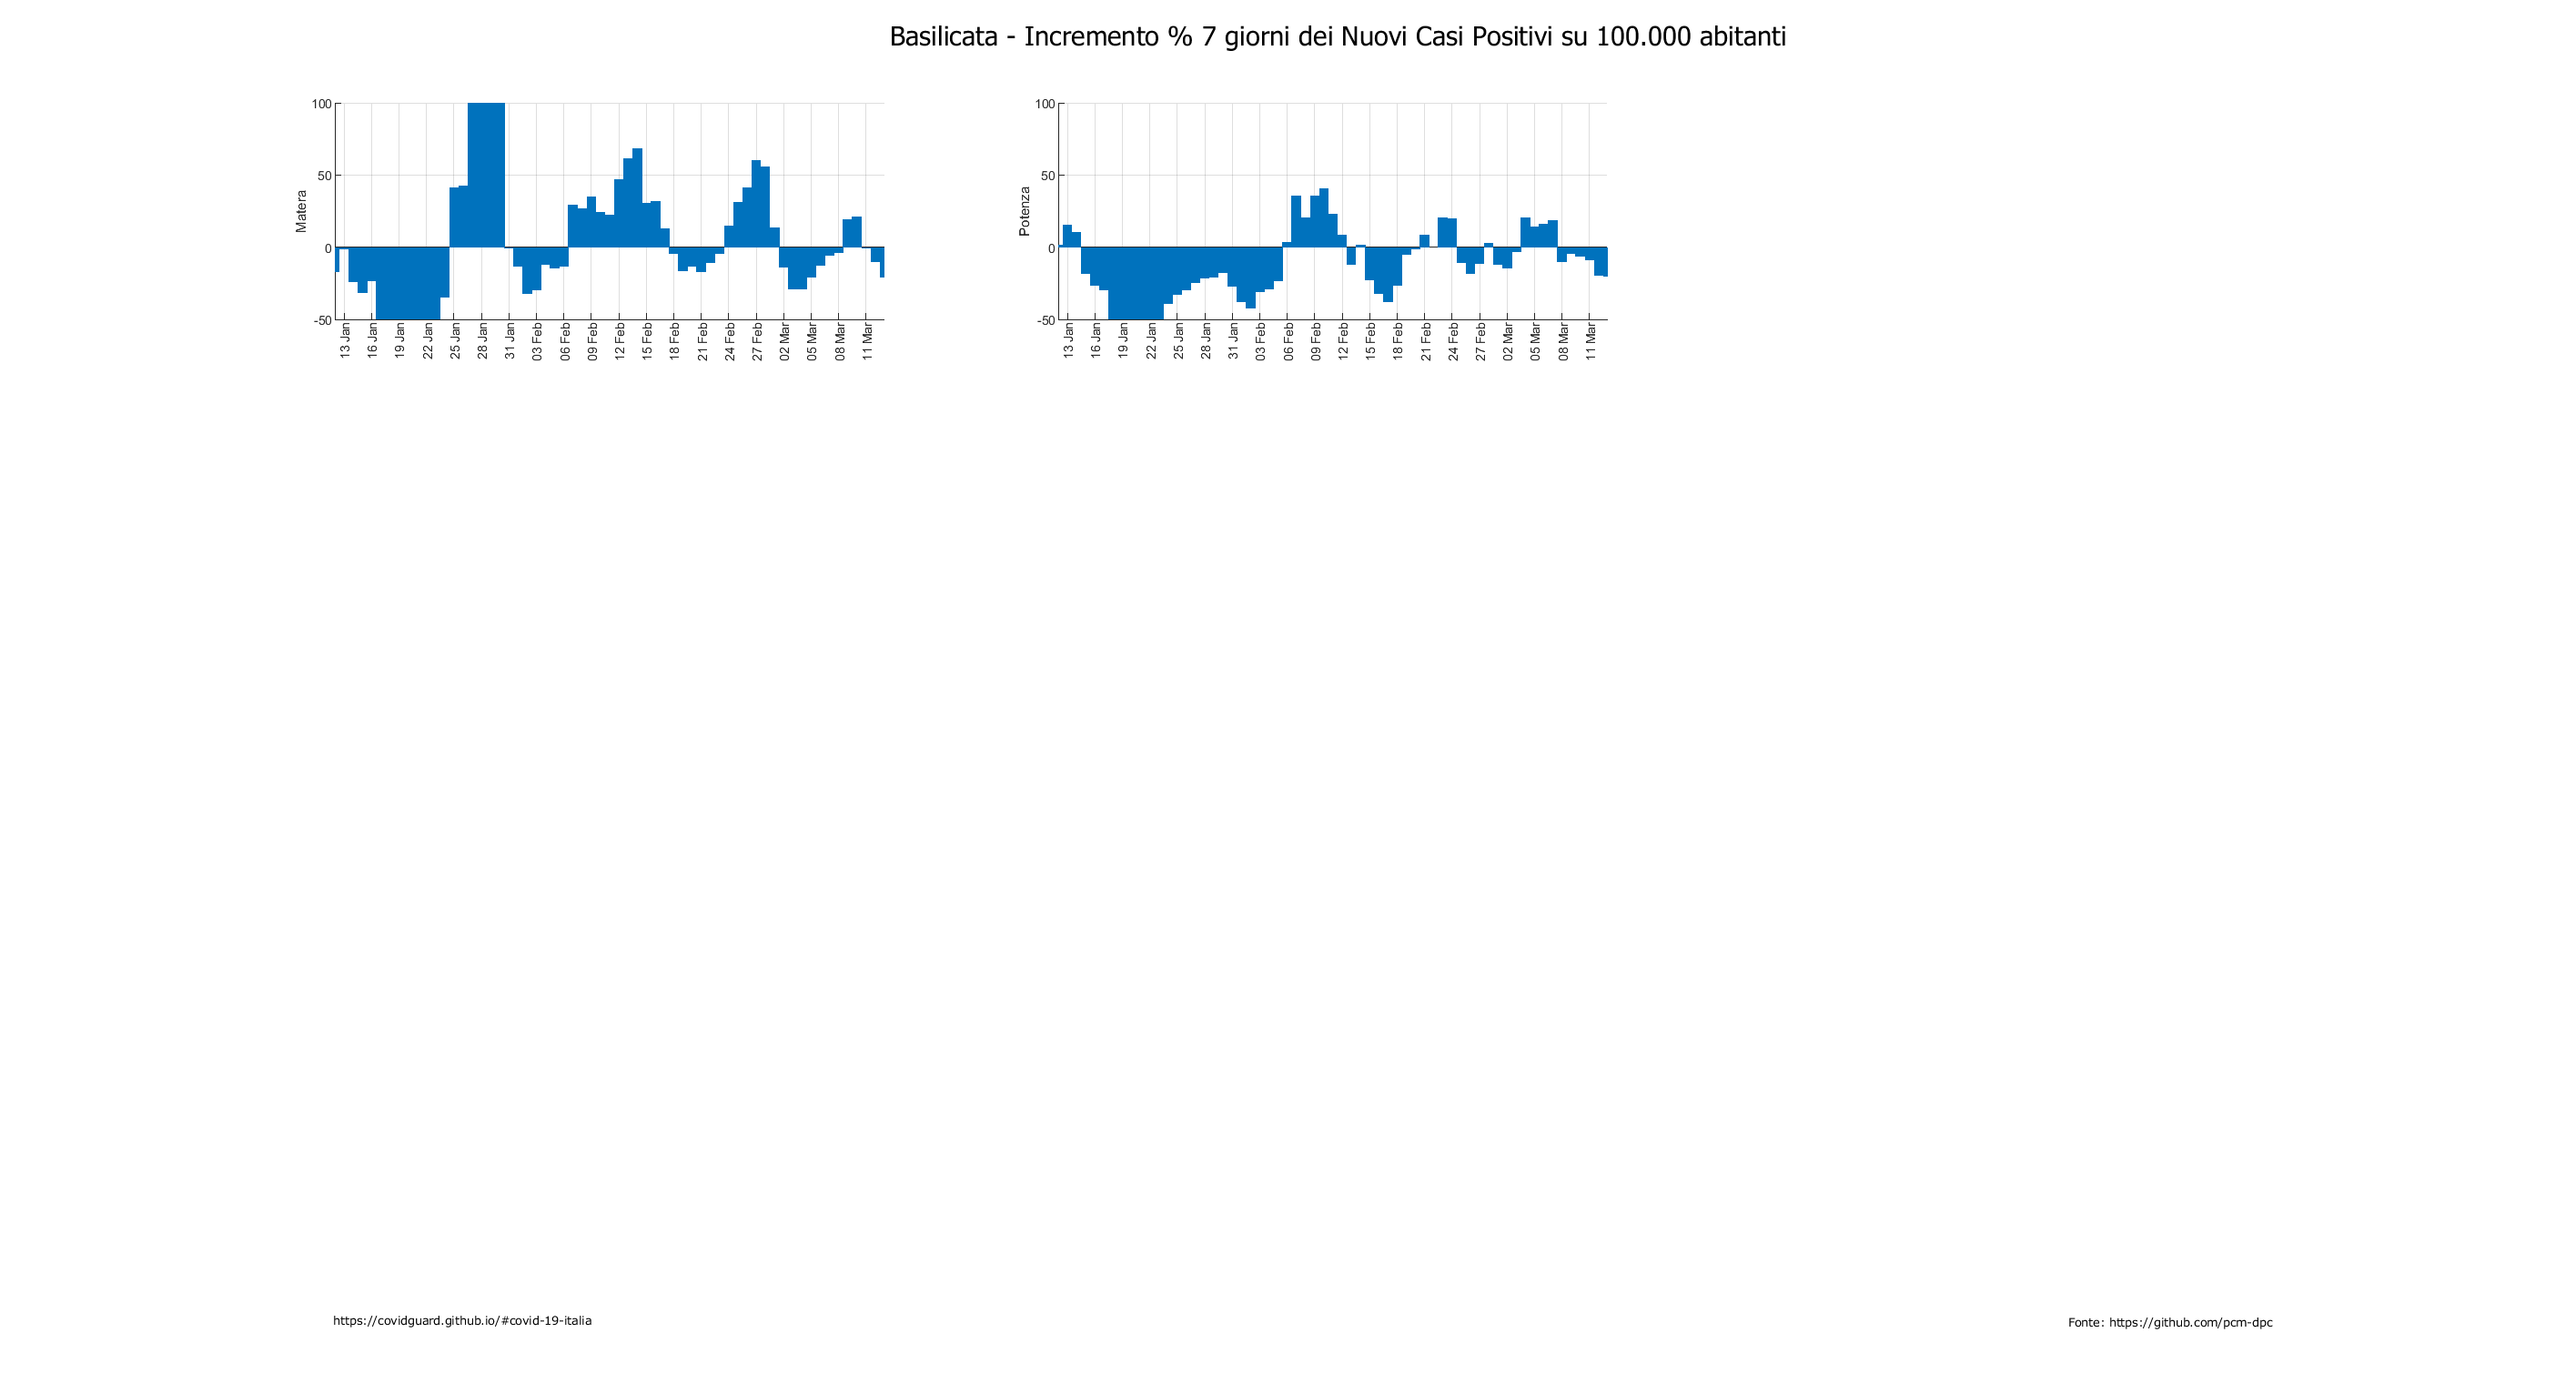 Basilicata - Incremento % 7 giorni dei Nuovi Casi Positivi su 100.000 abitanti
Matera
100
50
0
-50
13 Jan
16 Jan
19 Jan
22 Jan
25 Jan
28 Jan
31 Jan
03 Feb
06 Feb
09 Feb
12 Feb
15 Feb
18 Feb
21 Feb
24 Feb
27 Feb
02 Mar
05 Mar
08 Mar
11 Mar
Potenza
100
50
0
-50
13 Jan
16 Jan
19 Jan
22 Jan
25 Jan
28 Jan
31 Jan
03 Feb
06 Feb
09 Feb
12 Feb
15 Feb
18 Feb
21 Feb
24 Feb
27 Feb
02 Mar
05 Mar
08 Mar
11 Mar
https://covidguard.github.io/#covid-19-italia
Fonte: https://github.com/pcm-dpc